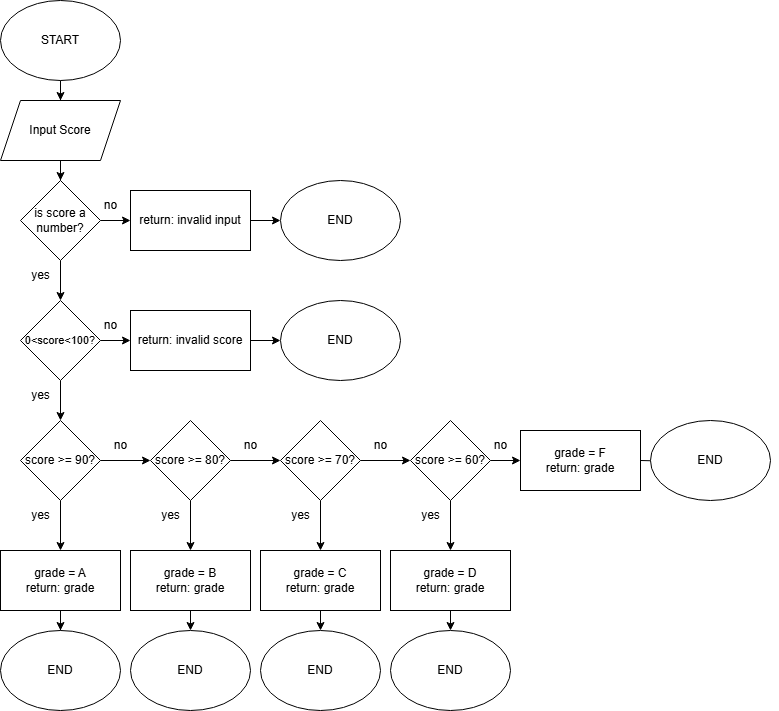 START
Input Score
is score a
number?
no
return: invalid input
END
yes
0<score<100?
no
return: invalid score
END
yes
score >= 90?
no
score >= 80?
no
score >= 70?
no
score >= 60?
no
grade = F
return: grade
END
yes
yes
yes
yes
grade = A
return: grade
grade = B
return: grade
grade = C
return: grade
grade = D
return: grade
END
END
END
END